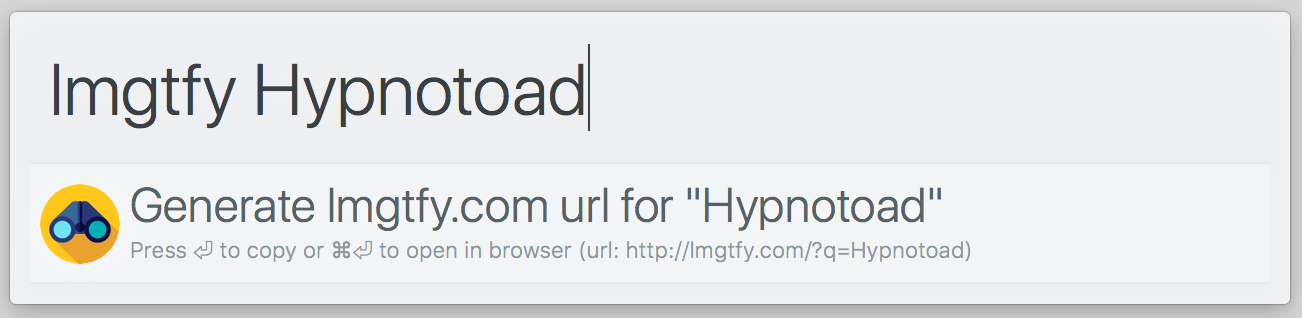 lmgtfy Hypnotoad
Generate lmgtfy.com url for "Hypnotoad"
Press ⏎ to copy or ⌘⏎ to open in browser (url: http://lmgtfy.com/?q=Hypnotoad)